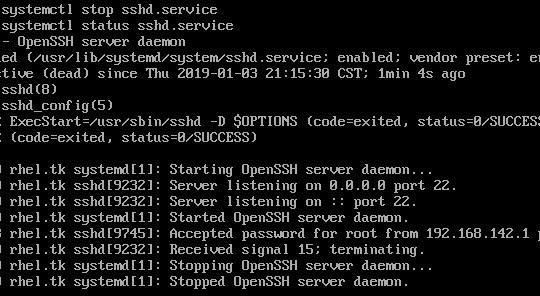 systemctl stop sshd.service
systemctl status sshd.service
- OpenSSH server daemon
ed (/usr/lib/systemd/system/sshd.service; enabled; vendor preset: en
ctive (dead) since Thu 2019-01-03 21:15:30 CST; 1min 4s ago
sshd(8)
sshd_config(5)
ExecStart=/usr/sbin/sshd -D $OPTIONS (code=exited, status=0/SUCCESS
(code=exited, status=0/SUCCESS)
rhel.tk systemd[1]: Starting OpenSSH server daemon...
rhel.tk sshd[9232]: Server listening on 0.0.0.0 port 22.
rhel.tk sshd[9232]: Server listening on :: port 22.
rhel.tk systemd[1]: Started OpenSSH server daemon.
rhel.tk sshd[9745]: Accepted password for root from 192.168.142.1 p
rhel.tk sshd[9232]: Received signal 15; terminating.
rhel.tk systemd[1]: Stopping OpenSSH server daemon...
rhel.tk systemd[1]: Stopped OpenSSH server daemon.